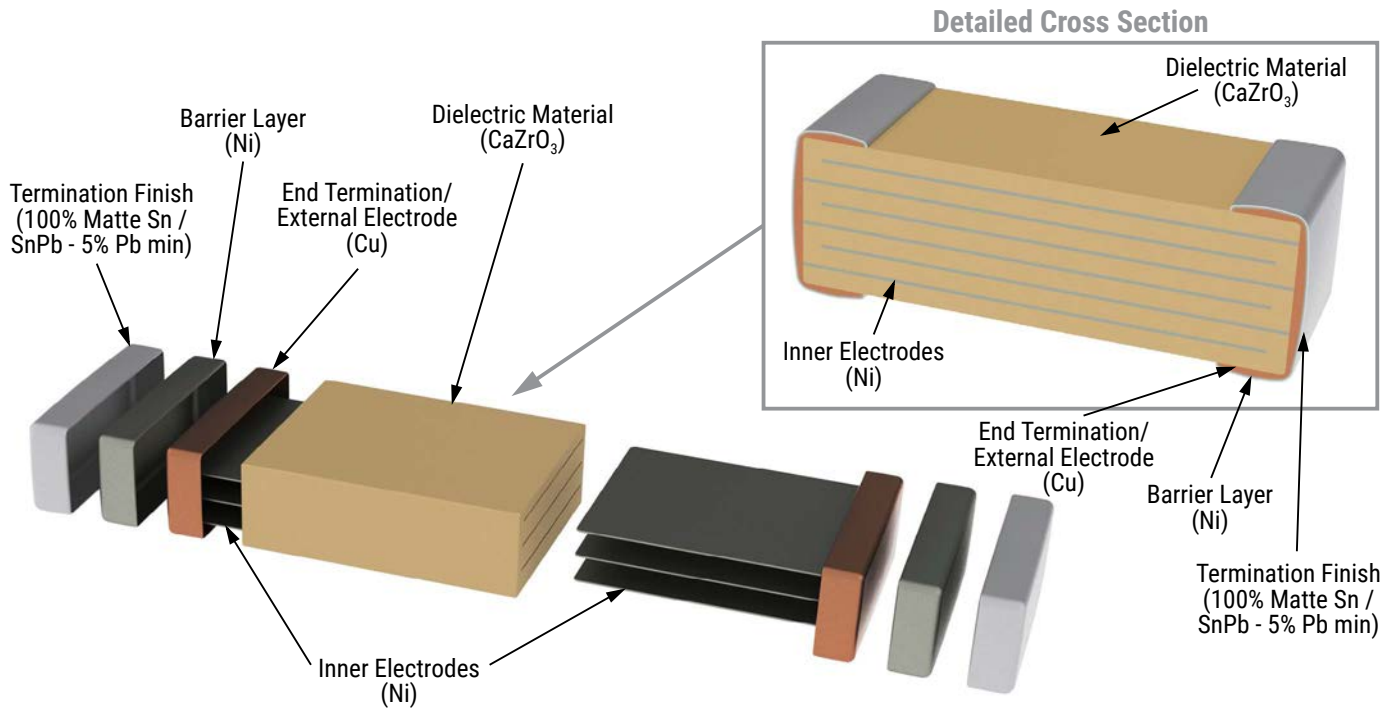 Detailed Cross Section
Dielectric Material
(CaZrO₃)
Barrier Layer
(Ni)
Dielectric Material
(CaZrO₃)
Termination Finish
(100% Matte Sn /
SnPb - 5% Pb min)
End Termination/
External Electrode
(Cu)
Inner Electrodes
(Ni)
End Termination/
External Electrode
(Cu)
Barrier Layer
(Ni)
Termination Finish
(100% Matte Sn /
SnPb - 5% Pb min)
Inner Electrodes
(Ni)